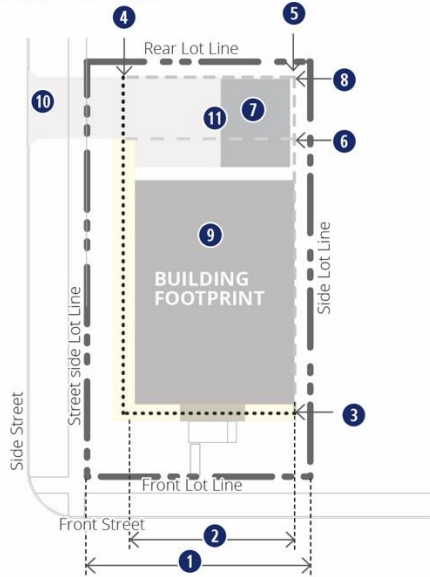 5
4
Rear Lot Line
8
7
10
11
6
9
BUILDING
FOOTPRINT
Side Lot Line
Street side Lot Line
Side Street
3
Front Lot Line
Front Street
2
1